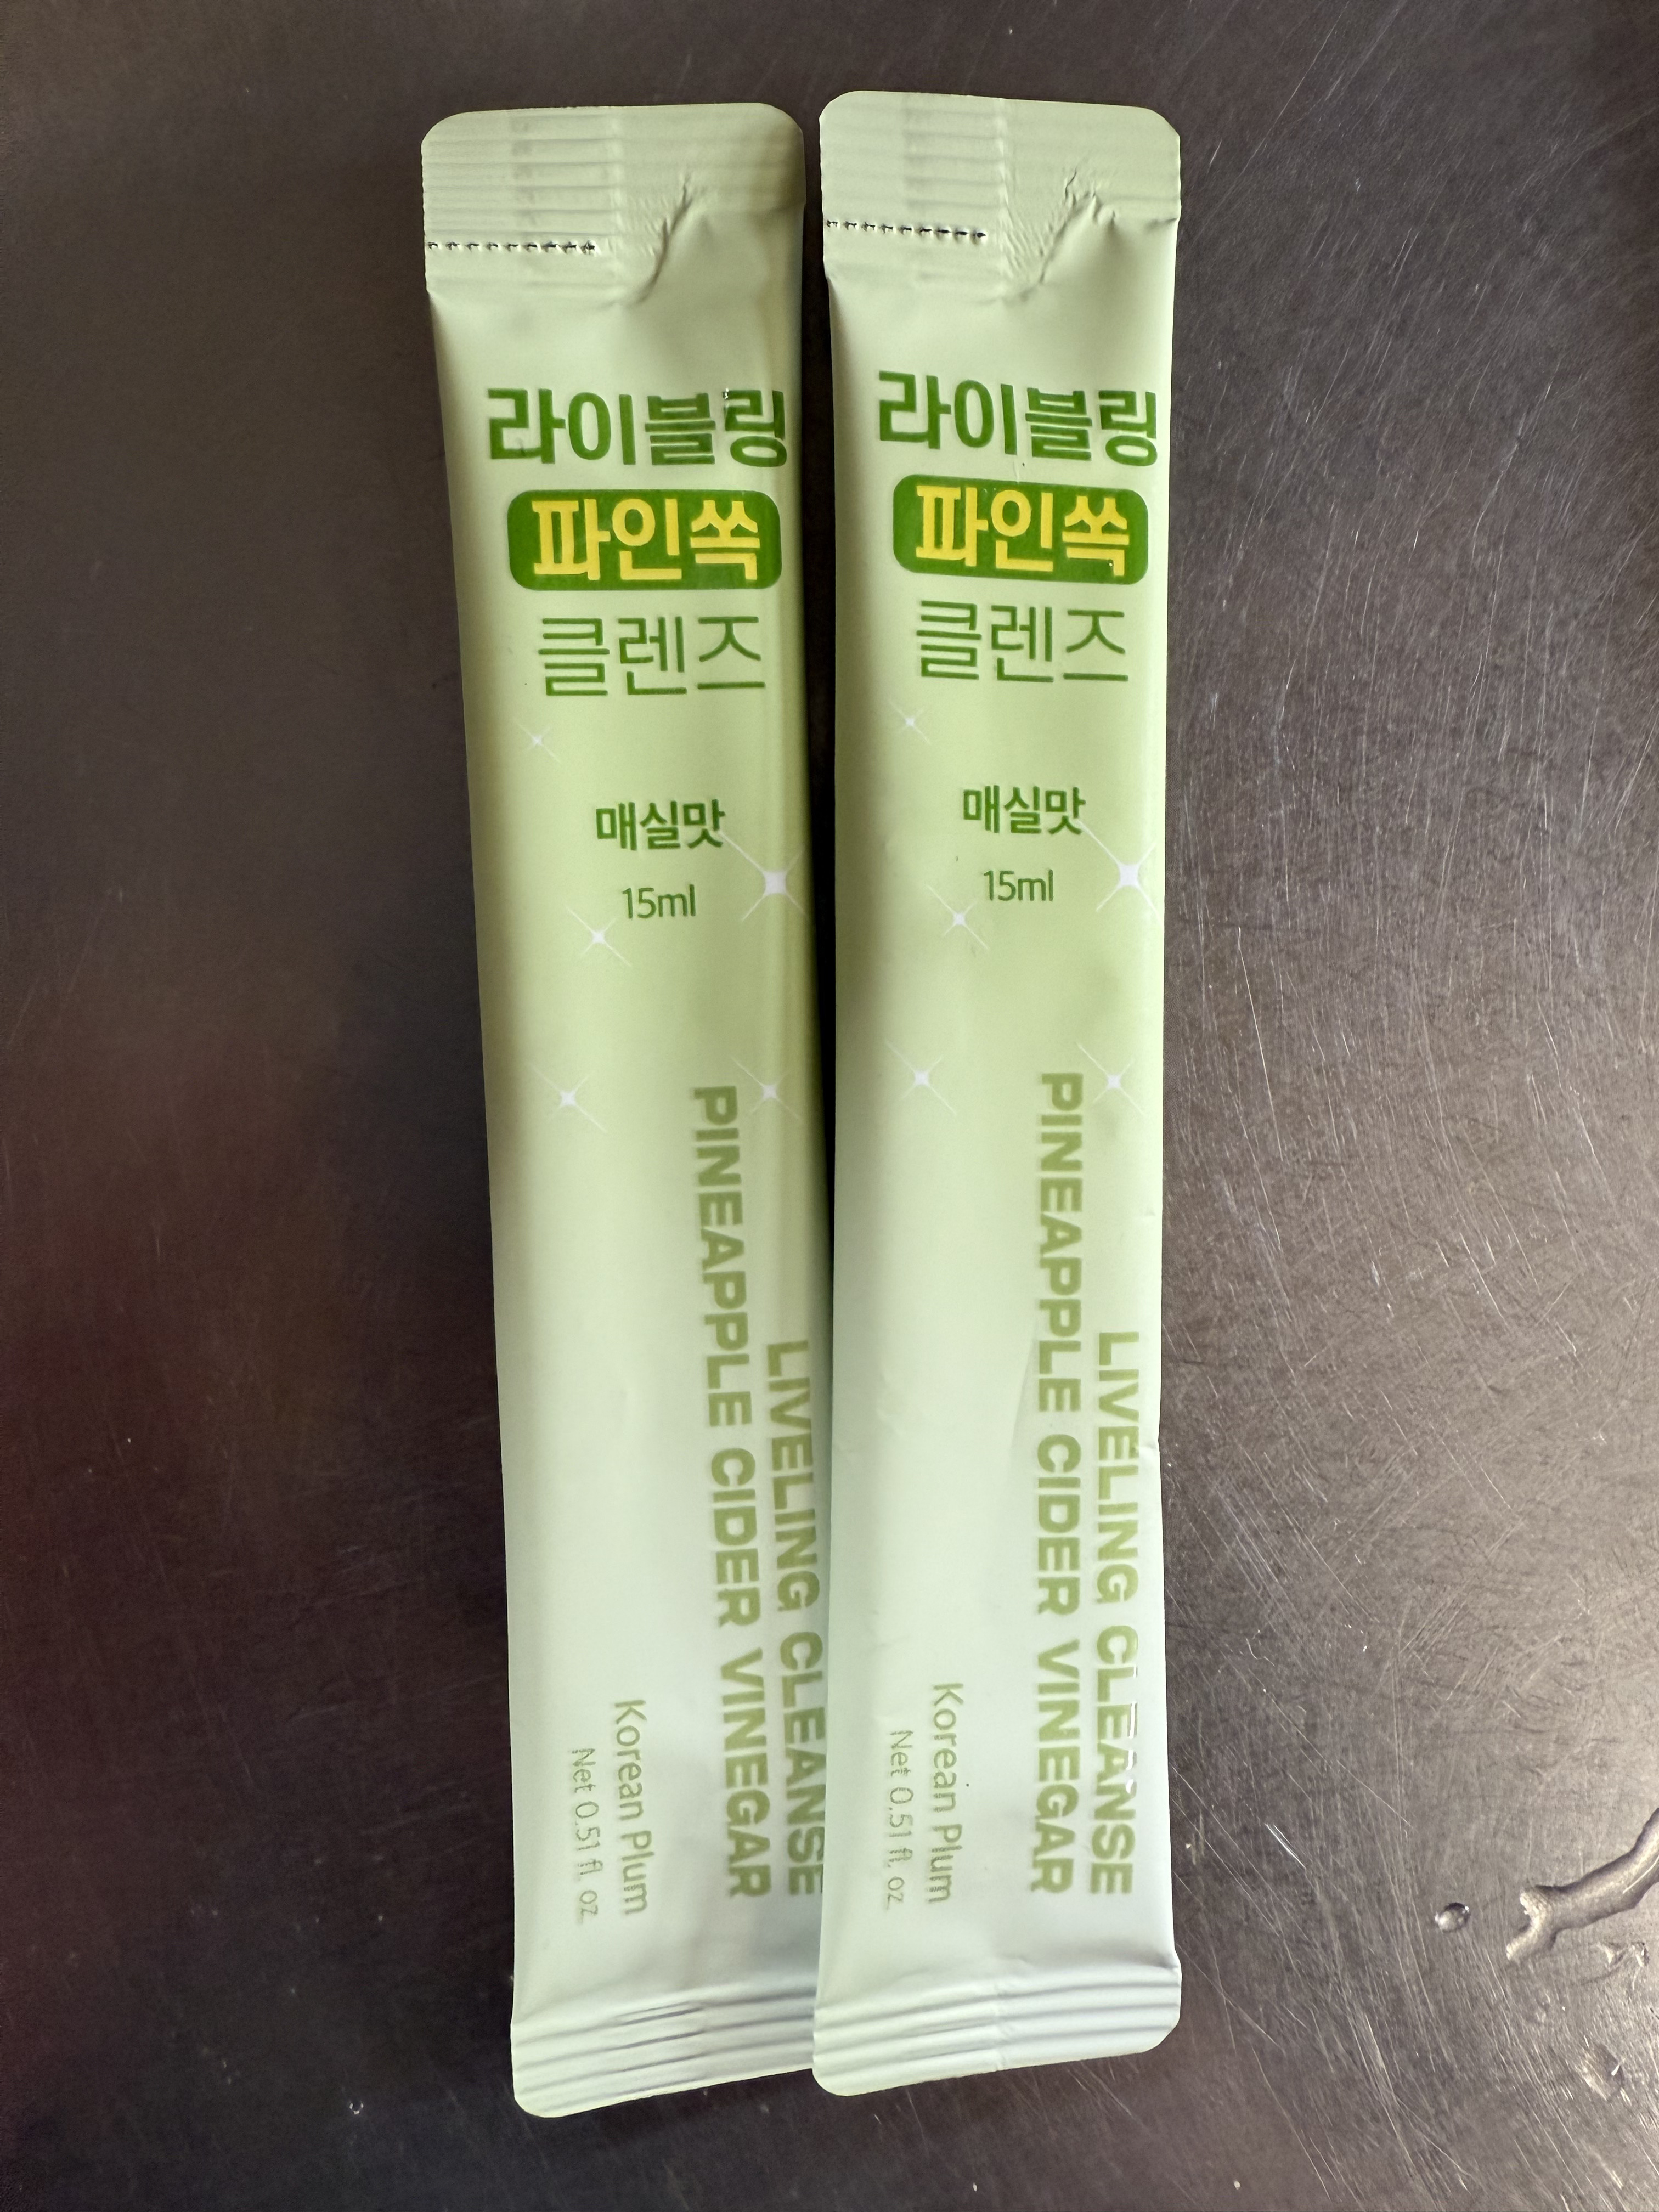 라이블링
파인쏙
클렌즈
매실맛
15ml
LIVELING CLEANSE
PINEAPPLE CIDER VINEGAR
Korean Plum
Net 0.51 fl. oz
라이블링
파인쏙
클렌즈
매실맛
15ml
LIVELING CLEANSE
PINEAPPLE CIDER VINEGAR
Korean Plum
Net 0.51 fl. oz